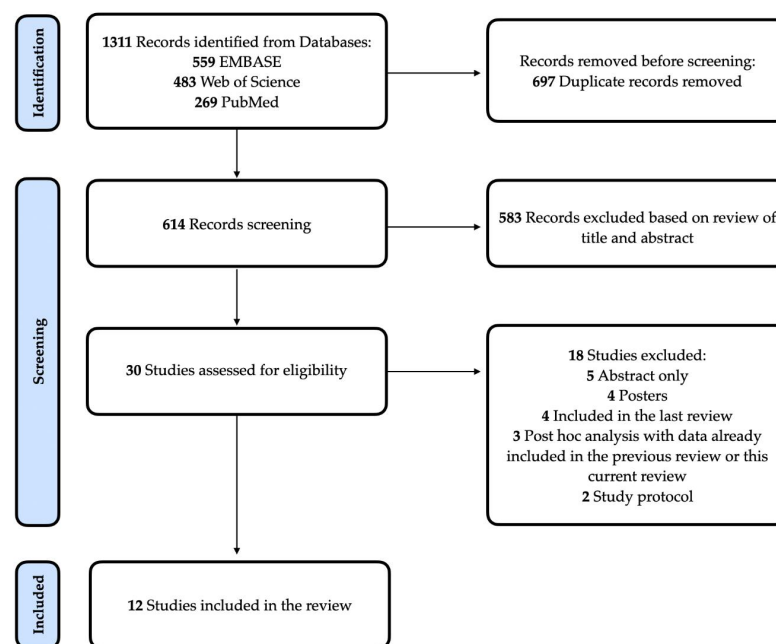 Identification
1311 Records identified from Databases:
559 EMBASE
483 Web of Science
269 PubMed
Records removed before screening:
697 Duplicate records removed
Screening
614 Records screening
583 Records excluded based on review of
title and abstract
30 Studies assessed for eligibility
18 Studies excluded:
5 Abstract only
4 Posters
4 Included in the last review
3 Post hoc analysis with data already
included in the previous review or this
current review
2 Study protocol
Included
12 Studies included in the review